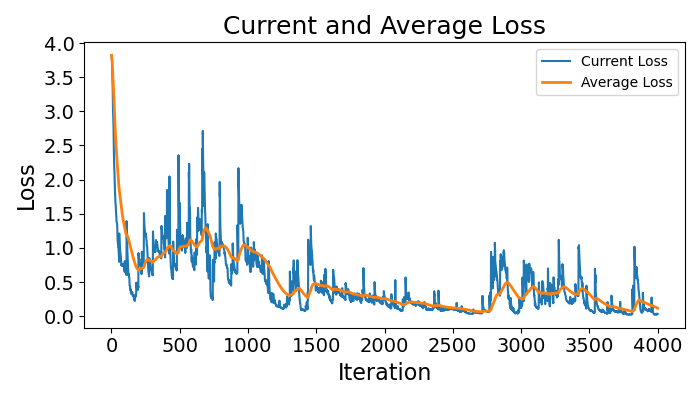 Current and Average Loss
Current Loss
Average Loss
4.0
3.5
3.0
2.5
2.0
1.5
1.0
0.5
0.0
Loss
0 500 1000 1500 2000 2500 3000 3500 4000
Iteration